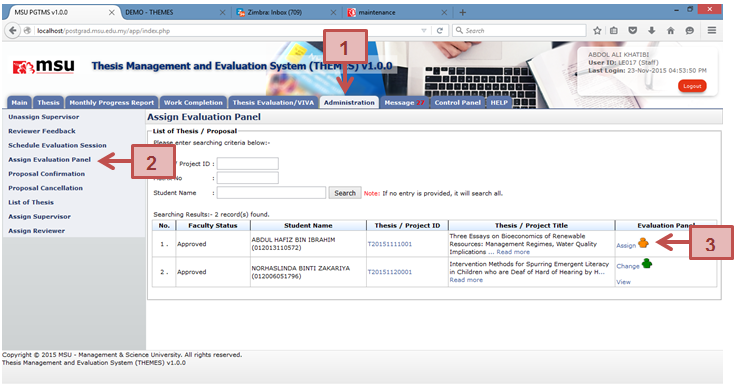 MSU PGTMS v1.0.0
DEMO - THEMES
Zimbra: Inbox (709)
maintenance
localhost/postgrad.msu.edu.my/app/index.php
Search
1
msu
Thesis Management and Evaluation System (THEMES) v1.0.0
ABDOL ALI KHATIBI
User ID: LE017 (Staff)
Last Login: 23-Nov-2015 04:53:50 PM
Logout
Main
Thesis
Monthly Progress Report
Work Completion
Thesis Evaluation/VIVA
Administration
Message
Control Panel
HELP
Unassign Supervisor
Reviewer Feedback
Schedule Evaluation Session
Assign Evaluation Panel
Proposal Confirmation
Proposal Cancellation
List of Thesis
Assign Supervisor
Assign Reviewer
2
Assign Evaluation Panel
List of Thesis / Proposal
Please enter searching criteria below:-
/ Project ID :
No :
Student Name :
Search
Note: If no entry is provided, it will search all.
Searching Results:- 2 record(s) found.
No.
Faculty Status
Student Name
Thesis / Project ID
Thesis / Project Title
Evaluation Panel
1 .
Approved
ABDUL HAFIZ BIN IBRAHIM
(012013110572)
T20151111001
Three Essays on Bioeconomics of Renewable
Resources: Management Regimes, Water Quality
Implications ... Read more
Assign
3
2 .
Approved
NORHASLINDA BINTI ZAKARIYA
(012006051796)
T20151120001
Intervention Methods for Spurring Emergent Literacy
in Children who are Deaf of Hard of Hearing by H...
Read more
Change
View
Copyright © 2015 MSU - Management & Science University. All rights reserved.
Thesis Management and Evaluation System (THEMES) v1.0.0